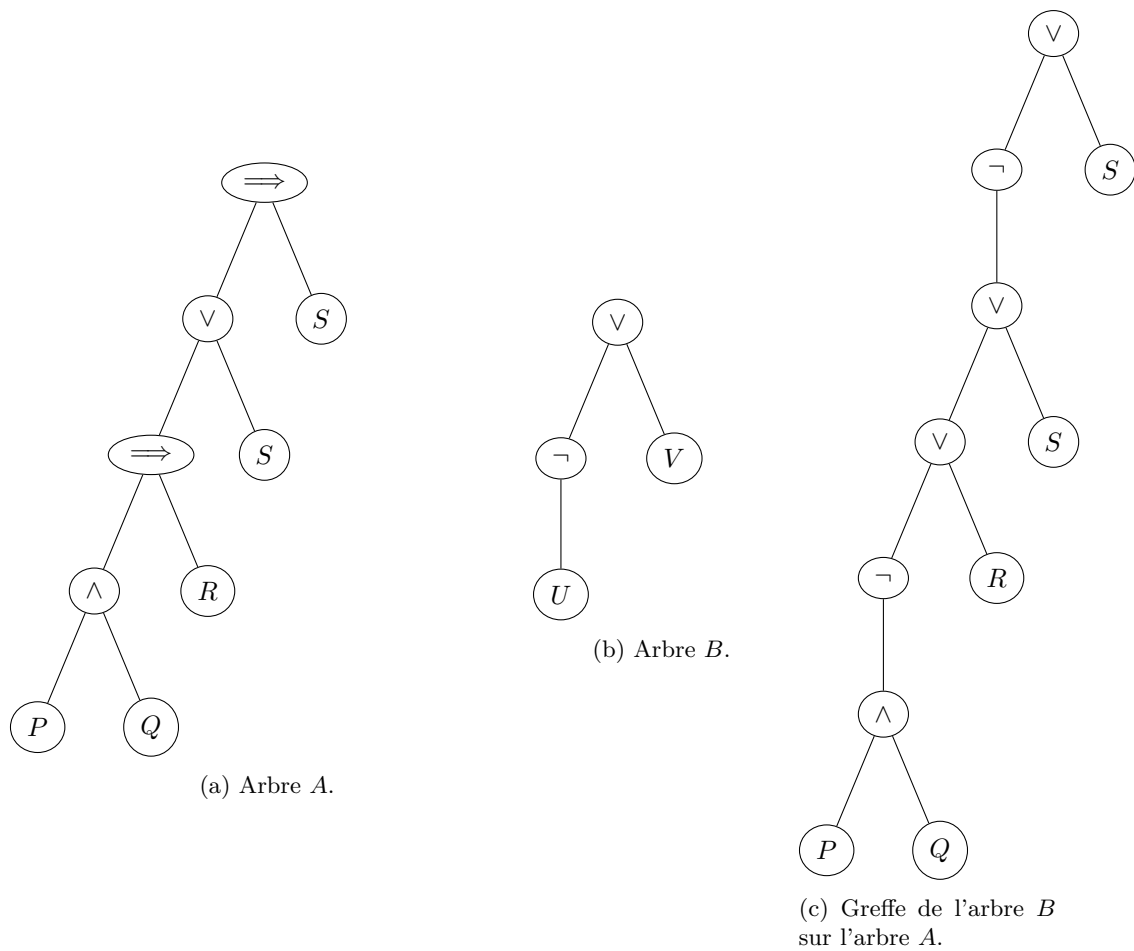 ⟹
∨
S
∨
S
⟹
S
∧
R
P
Q
(a) Arbre A.
∨
¬
V
U
(b) Arbre B.
∨
¬
S
∨
∨
S
¬
R
∧
P
Q
(c) Greffe de l'arbre B
sur l'arbre A.